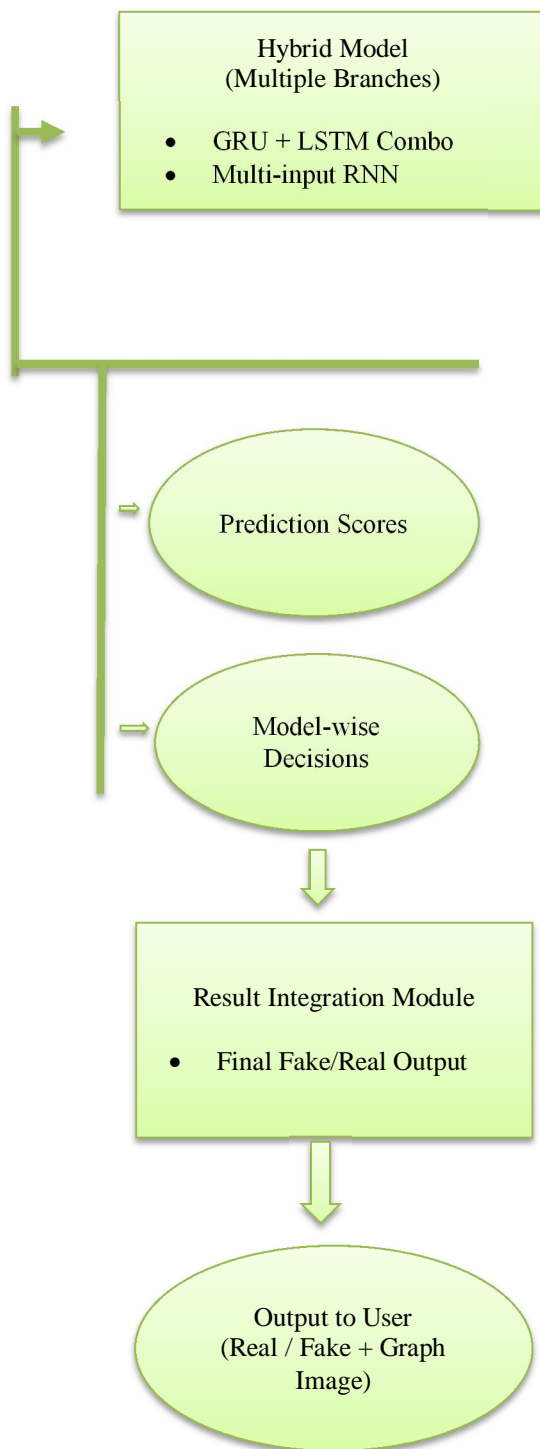 Hybrid Model
(Multiple Branches)
• GRU + LSTM Combo
• Multi-input RNN
Prediction Scores
Model-wise
Decisions
Result Integration Module
• Final Fake/Real Output
Output to User
(Real / Fake + Graph
Image)